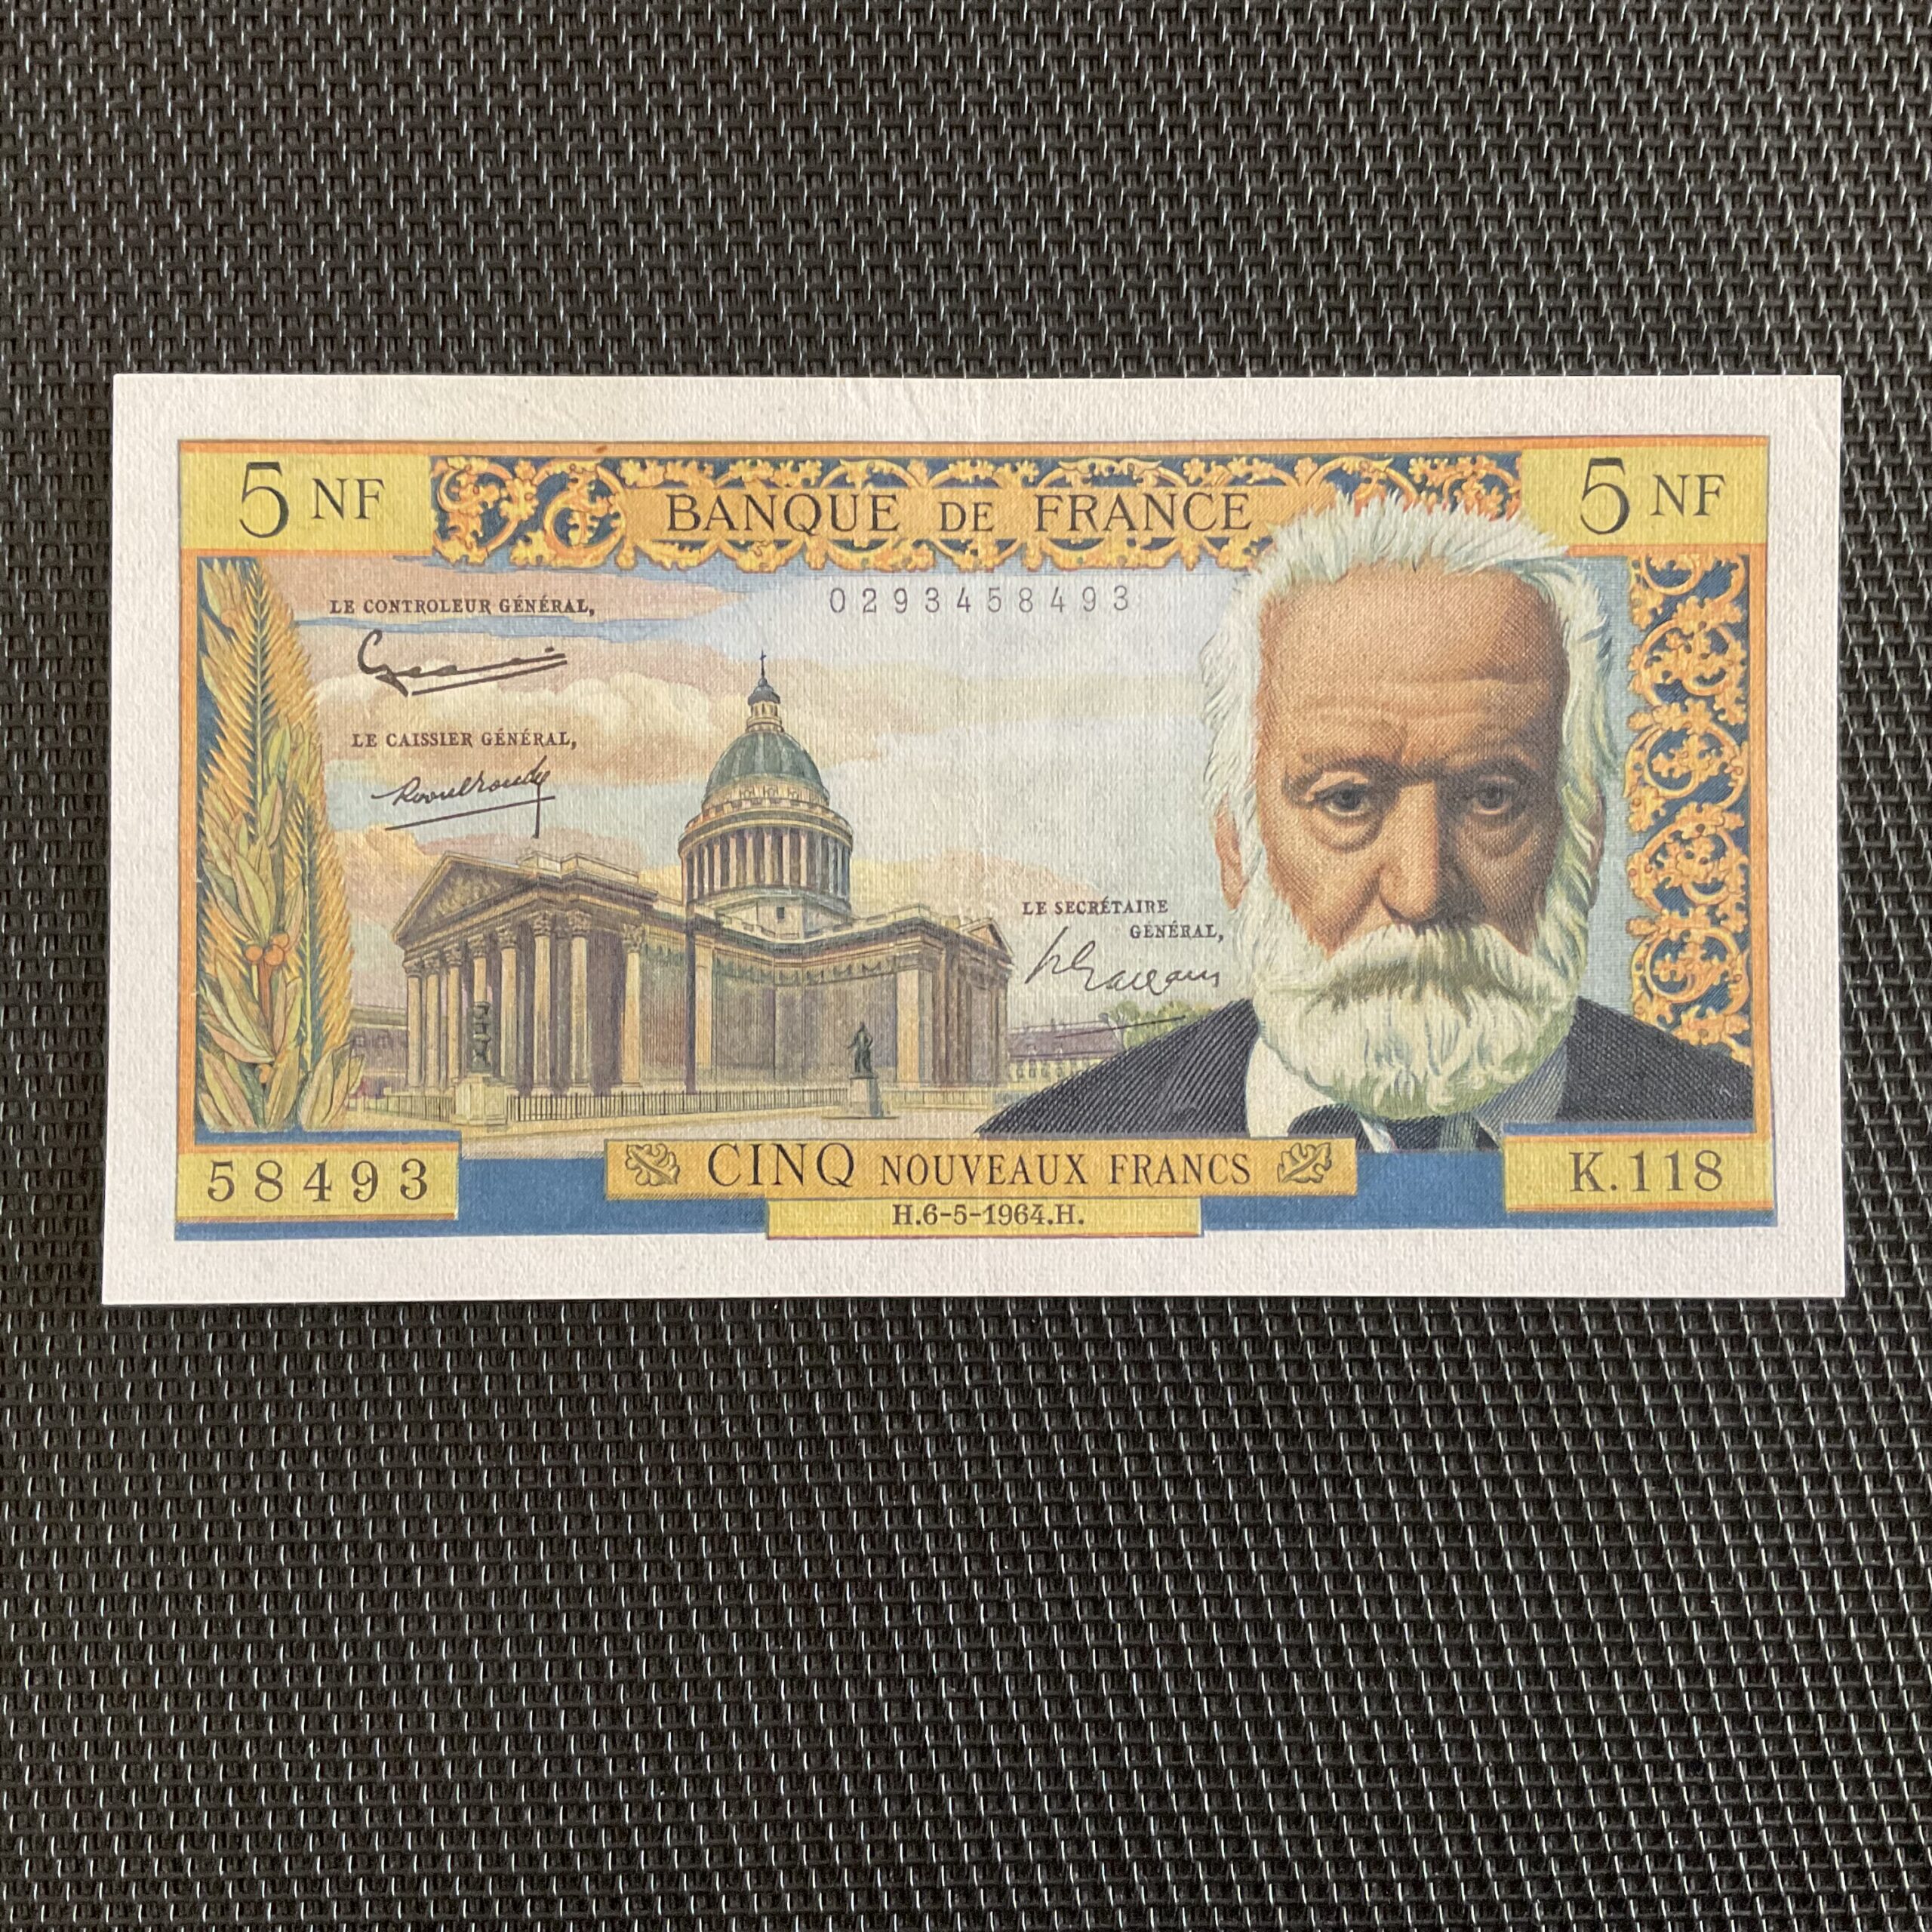 5 NF
BANQUE DE FRANCE
5 NF
0293458493
LE CONTROLEUR GÉNÉRAL,
LE CAISSIER GÉNÉRAL,
LE SECRÉTAIRE
GÉNÉRAL,
58493
CINQ NOUVEAUX FRANCS
K.118
H.6-5-1964.H.